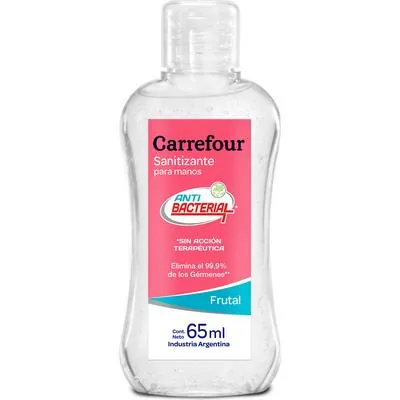 Carrefour
Sanitizante
para manos
ANTI
BACTERIAL
*SIN ACCIÓN
TERAPÉUTICA
Elimina el 99,9%
de los Gérmenes**
Frutal
Cont.
Neto 65ml
Industria Argentina